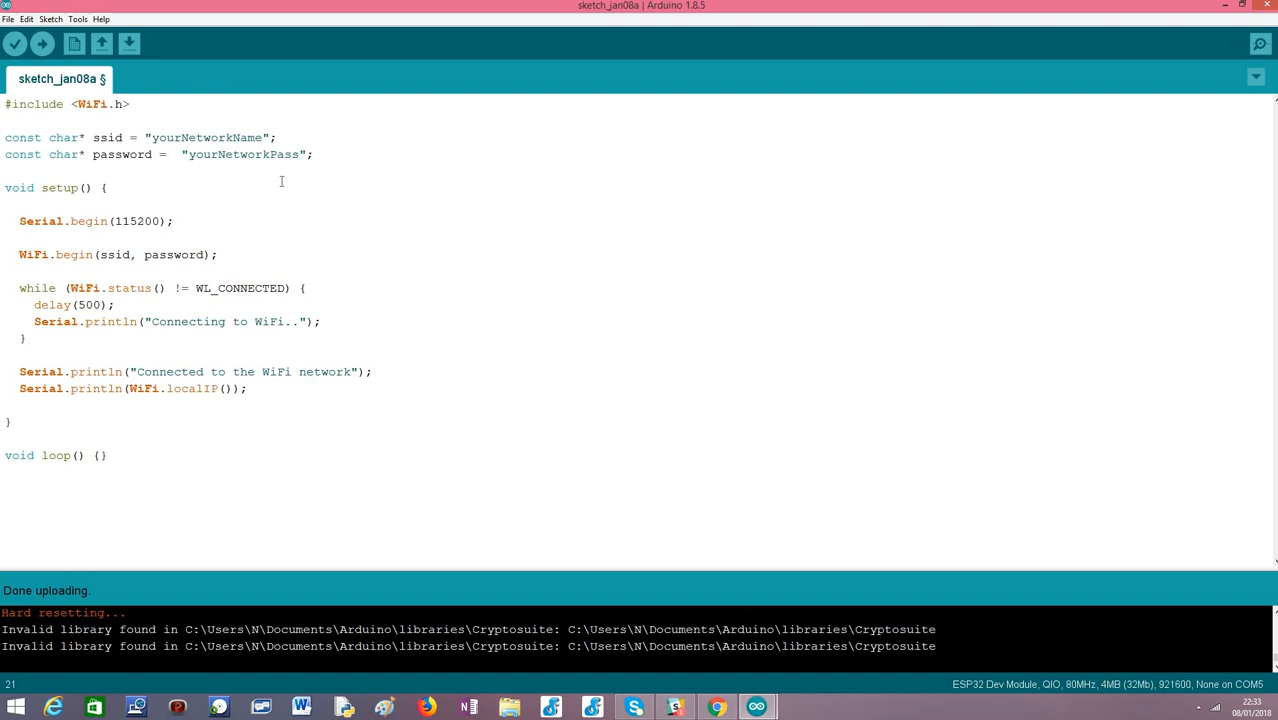 sketch_jan08a | Arduino 1.8.5
File Edit Sketch Tools Help
sketch_jan08a §
#include <WiFi.h>
const char* ssid = "yourNetworkName";
const char* password =  "yourNetworkPass";
void setup() {
Serial.begin(115200);
WiFi.begin(ssid, password);
while (WiFi.status() != WL_CONNECTED) {
delay(500);
Serial.println("Connecting to WiFi..");
}
Serial.println("Connected to the WiFi network");
Serial.println(WiFi.localIP());
}
void loop() {}
Done uploading.
Hard resetting...
Invalid library found in C:\Users\N\Documents\Arduino\libraries\Cryptosuite: C:\Users\N\Documents\Arduino\libraries\Cryptosuite
Invalid library found in C:\Users\N\Documents\Arduino\libraries\Cryptosuite: C:\Users\N\Documents\Arduino\libraries\Cryptosuite
21 ESP32 Dev Module, QIO, 80MHz, 4MB (32Mb), 921600, None on COM5
22:33
08/01/2018